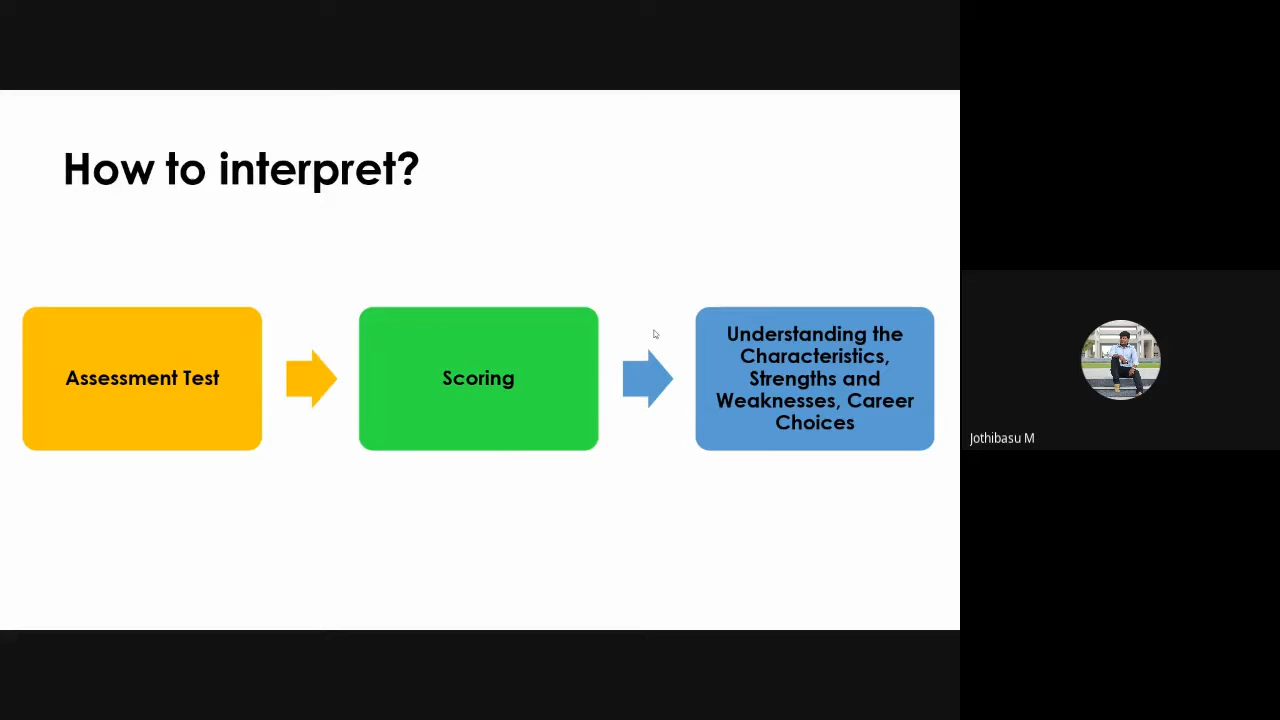 How to interpret?
Assessment Test
Scoring
Understanding the
Characteristics,
Strengths and
Weaknesses, Career
Choices
Jothibasu M